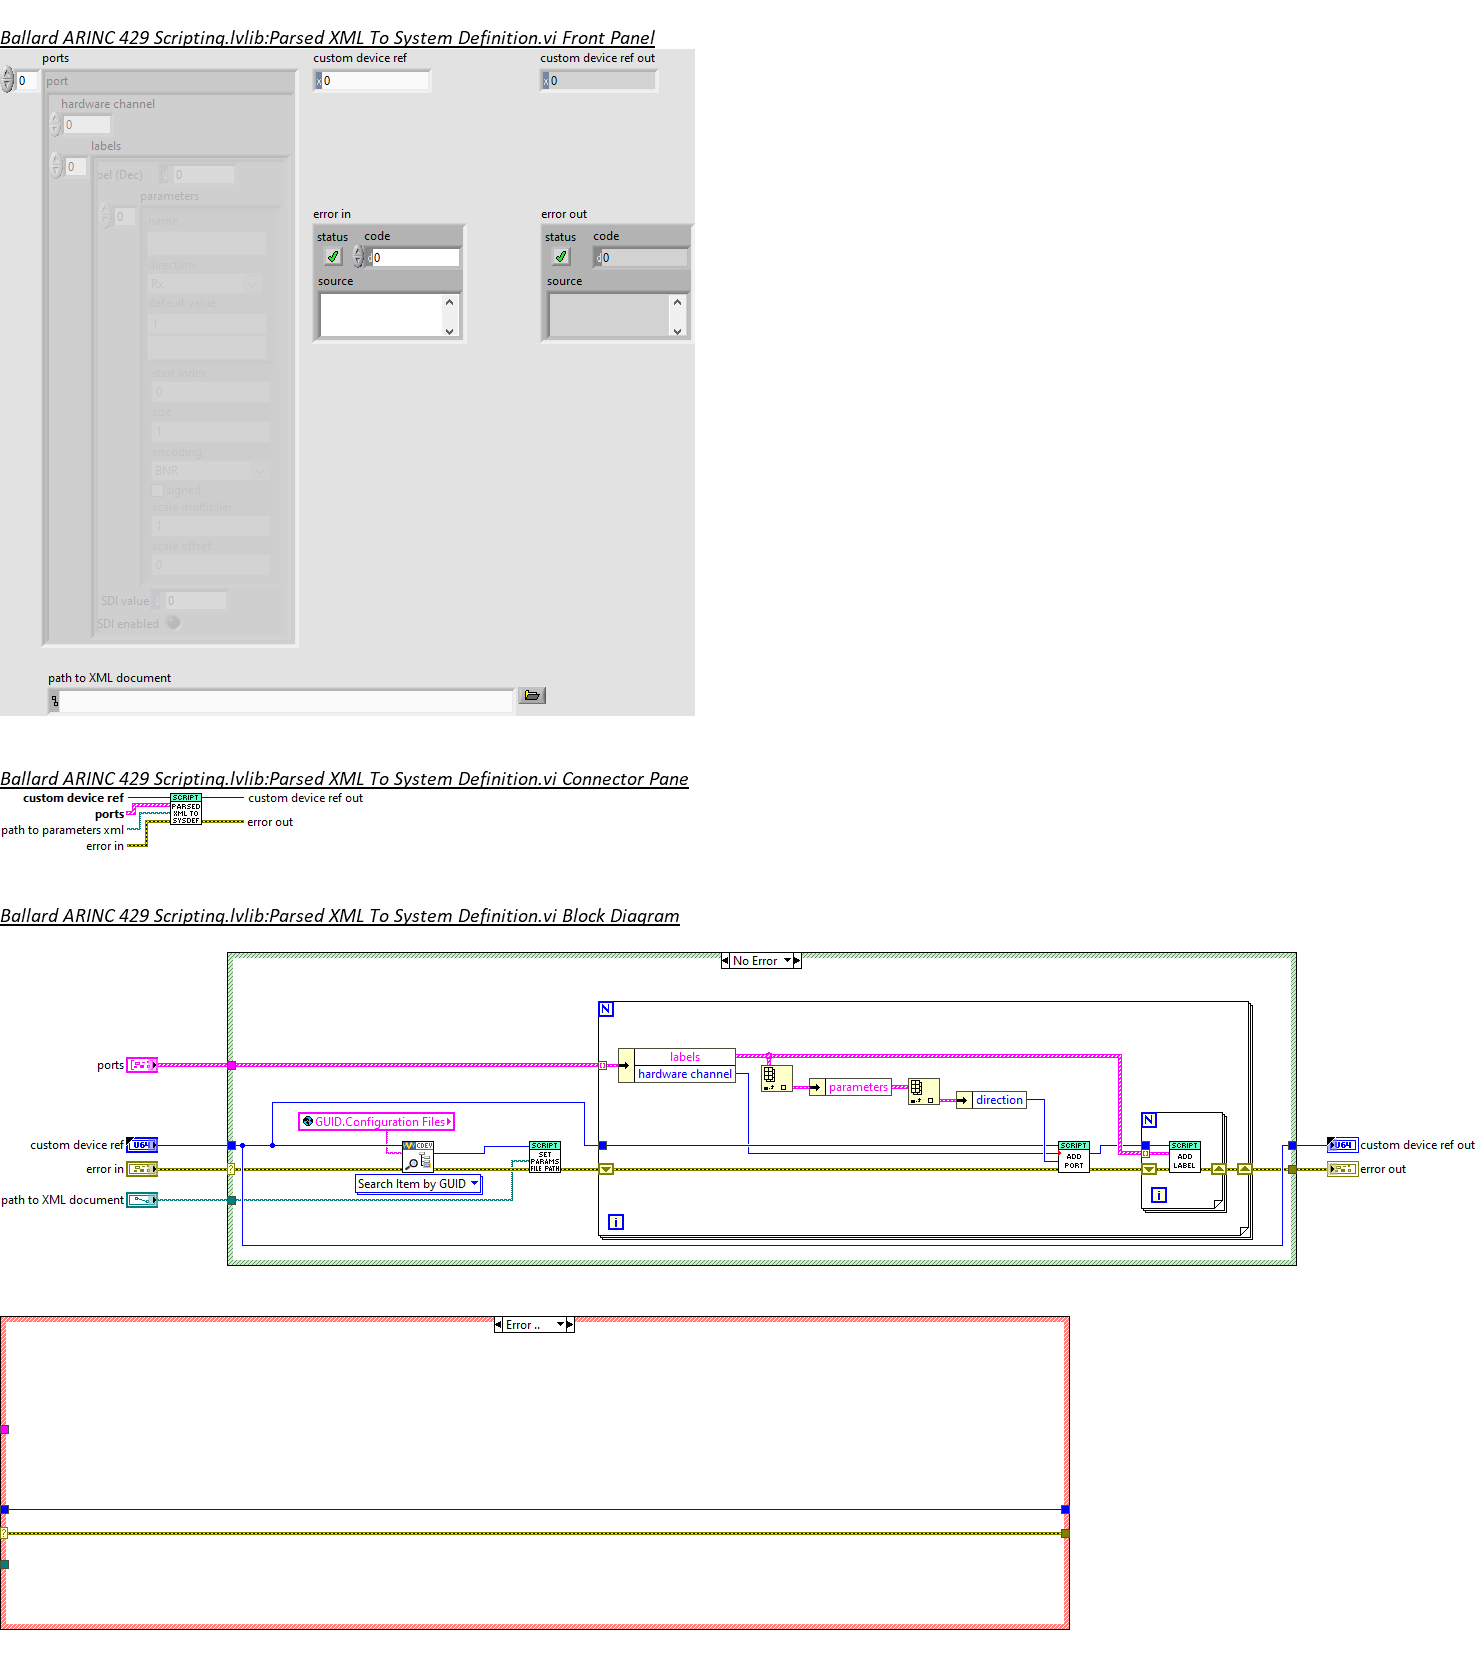 Ballard ARINC 429 Scripting.lvlib:Parsed XML To System Definition.vi Front Panel
ports
custom device ref
custom device ref out
0
port
x 0
x 0
hardware channel
0
labels
0
bel (Dec)
d 0
parameters
0
name
error in
error out
status
code
status
code
d 0
d 0
direction
Rx
source
source
default value
1
start index
0
size
1
encoding
BNR
signed
scale multiplier
1
scale offset
0
SDI value
d 0
SDI enabled
path to XML document
Ballard ARINC 429 Scripting.lvlib:Parsed XML To System Definition.vi Connector Pane
custom device ref
custom device ref out
ports
path to parameters xml
error in
error out
SCRIPT
PARSED
XML TO
SYSDEF
Ballard ARINC 429 Scripting.lvlib:Parsed XML To System Definition.vi Block Diagram
No Error
N
ports
labels
hardware channel
parameters
direction
GUID.Configuration Files
N
custom device ref
U64
CDEV
SCRIPT
SET
PARAMS
FILE PATH
SCRIPT
ADD
PORT
SCRIPT
ADD
LABEL
U64
custom device ref out
error in
?
error out
Search Item by GUID
path to XML document
i
i
Error ..
?